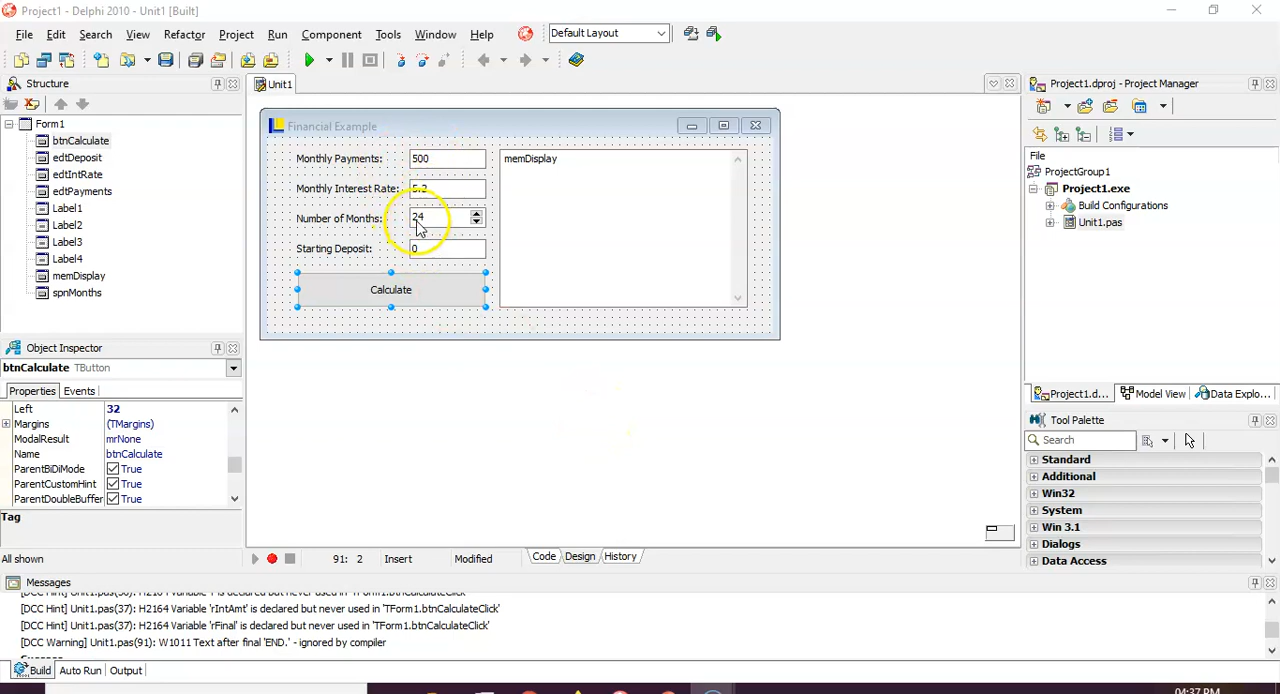 Project1 - Delphi 2010 - Unit1 [Built]
File Edit Search View Refactor Project Run Component Tools Window Help
Default Layout
Structure
Form1
btnCalculate
edtDeposit
edtIntRate
edtPayments
Label1
Label2
Label3
Label4
memDisplay
spnMonths
Object Inspector
btnCalculate TButton
Properties Events
Left 32
Margins (TMargins)
ModalResult mrNone
Name btnCalculate
ParentBiDiMode True
ParentCustomHint True
ParentDoubleBuffer True
Tag
All shown
Unit1
Financial Example
Monthly Payments: 500
Monthly Interest Rate: 5.2
Number of Months: 24
Starting Deposit: 0
Calculate
memDisplay
91: 2 Insert Modified Code Design History
Project1.dproj - Project Manager
File
ProjectGroup1
Project1.exe
Build Configurations
Unit1.pas
Project1.d... Model View Data Explo...
Tool Palette
Search
Standard
Additional
Win32
System
Win 3.1
Dialogs
Data Access
Messages
[DCC Hint] Unit1.pas(37): H2164 Variable 'rIntAmt' is declared but never used in 'TForm1.btnCalculateClick'
[DCC Hint] Unit1.pas(37): H2164 Variable 'rFinal' is declared but never used in 'TForm1.btnCalculateClick'
[DCC Warning] Unit1.pas(91): W1011 Text after final 'END.' - ignored by compiler
Build Auto Run Output
04:37 PM